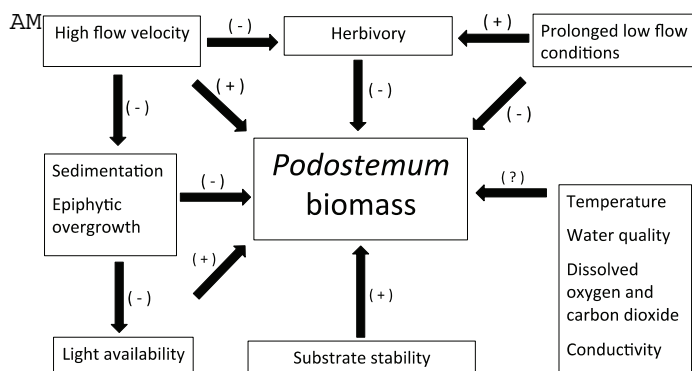 AM
High flow velocity
( - )
Herbivory
( + )
Prolonged low flow
conditions
( - )
( + )
( - )
( - )
Sedimentation
Epiphytic
overgrowth
( - )
Podostemum
biomass
( ? )
Temperature
Water quality
Dissolved
oxygen and
carbon dioxide
Conductivity
( - )
( + )
( + )
Light availability
Substrate stability